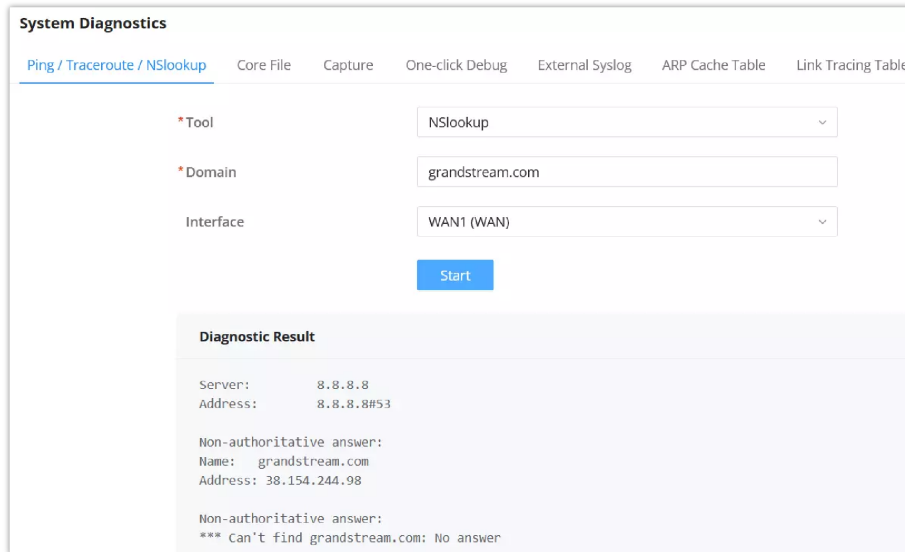 System Diagnostics
Ping / Traceroute / NSlookup Core File Capture One-click Debug External Syslog ARP Cache Table Link Tracing Table
* Tool NSlookup
* Domain grandstream.com
Interface WAN1 (WAN)
Start
Diagnostic Result
Server: 8.8.8.8
Address: 8.8.8.8#53
Non-authoritative answer:
Name: grandstream.com
Address: 38.154.244.98
Non-authoritative answer:
*** Can't find grandstream.com: No answer